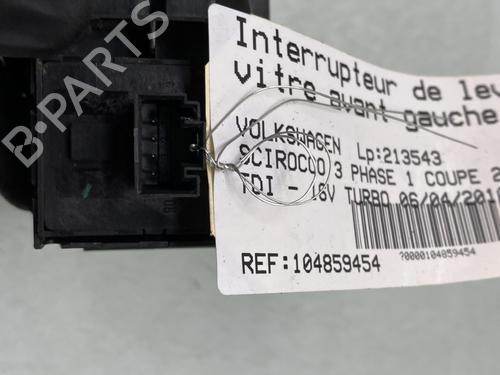 Interrupteur de lev
vitre avant gauche
VOLKSWAGEN Lp:213543
SCIROCCO 3 PHASE 1 COUPE 2
TDI - 16V TURBO 06/04/201
REF:104859454
?0000104859454
B-PARTS